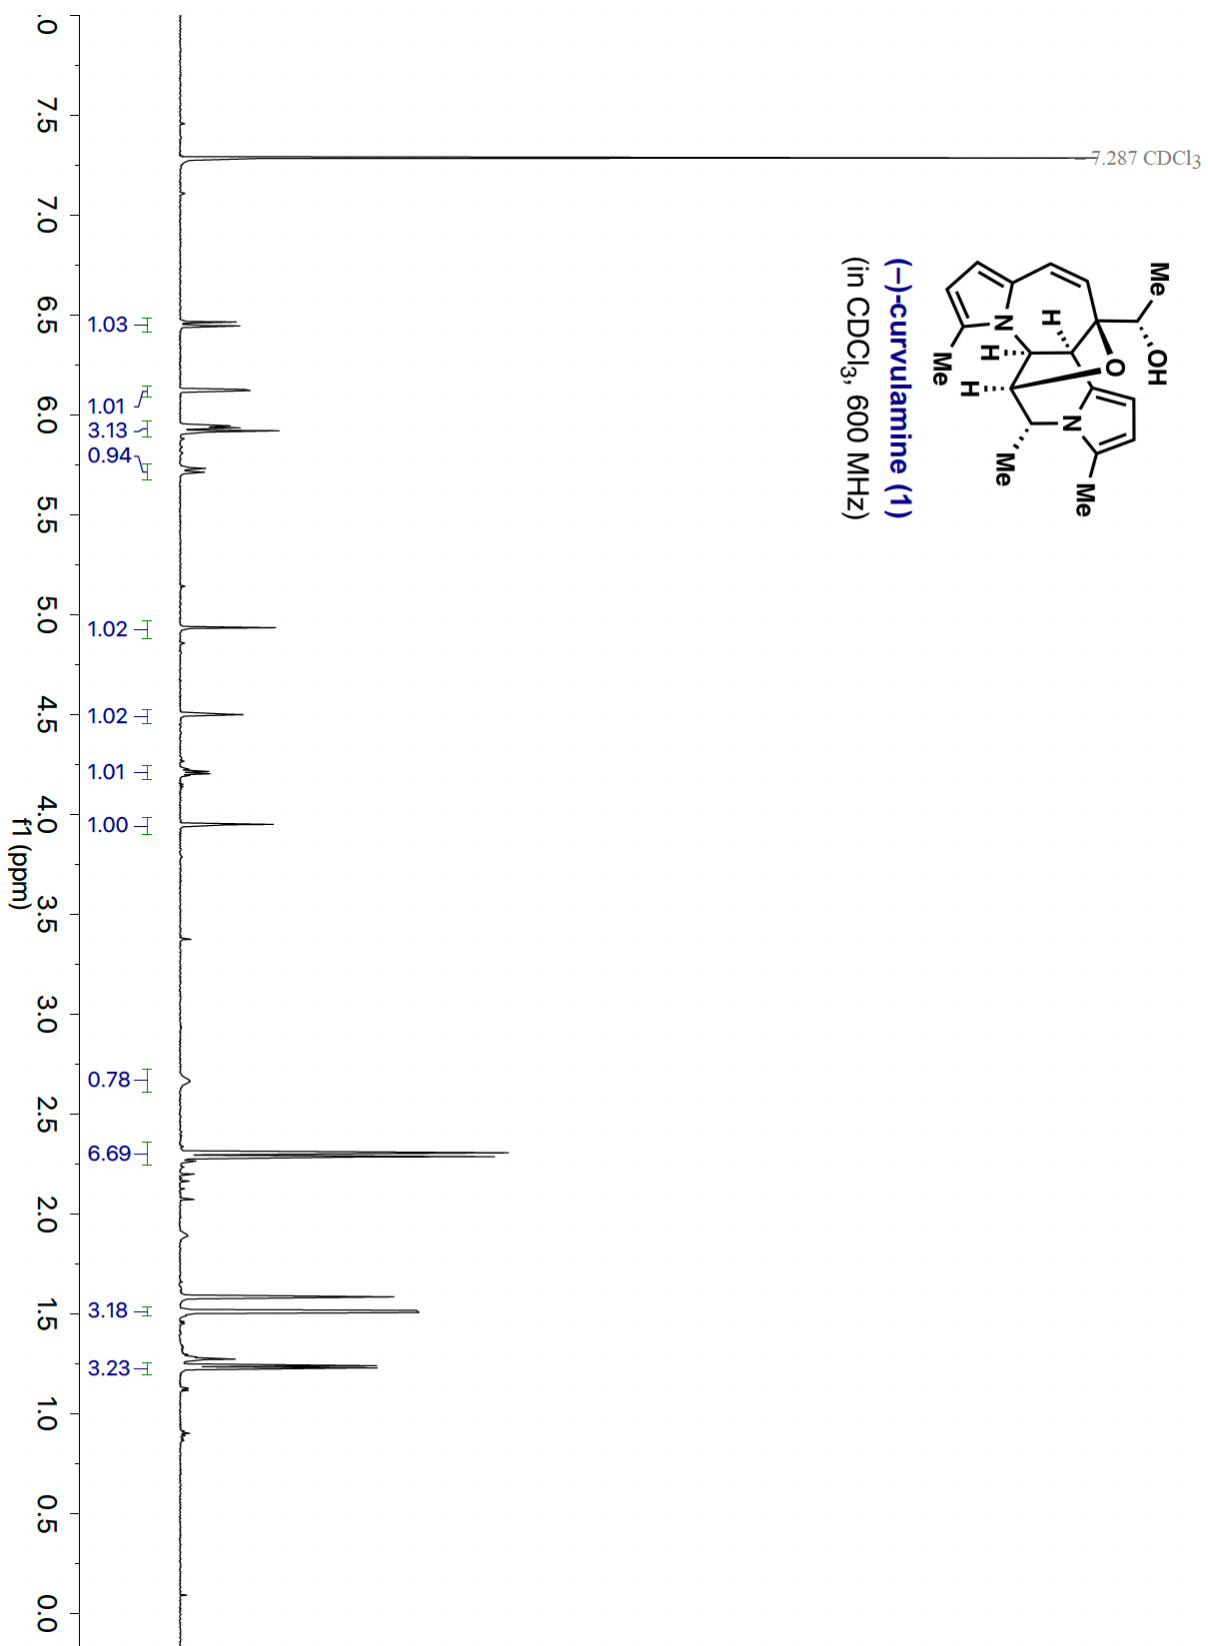 7.287 CDCl3
Me
OH
H
O
N
H
H
N
Me
Me
Me
(−)-curvulamine (1)
(in CDCl3, 600 MHz)
1.03
1.01
3.13
0.94
1.02
1.02
1.01
1.00
0.78
6.69
3.18
3.23
.0 7.5 7.0 6.5 6.0 5.5 5.0 4.5 4.0 3.5 3.0 2.5 2.0 1.5 1.0 0.5 0.0
f1 (ppm)